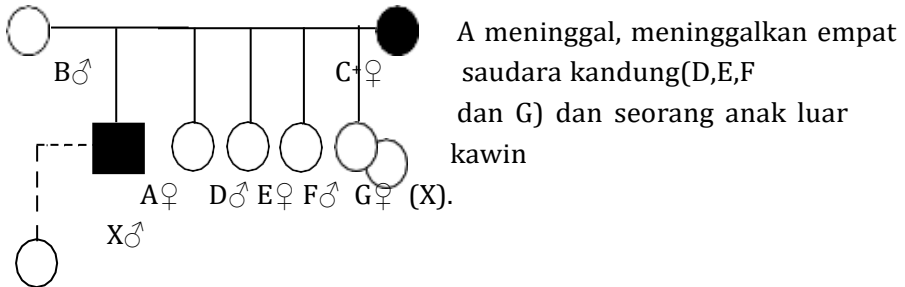 A meninggal, meninggalkan empat
B♂ C+♀ saudara kandung(D,E,F
dan G) dan seorang anak luar
kawin
A♀ D♂ E♀ F♂ G♀ (X).
X♂